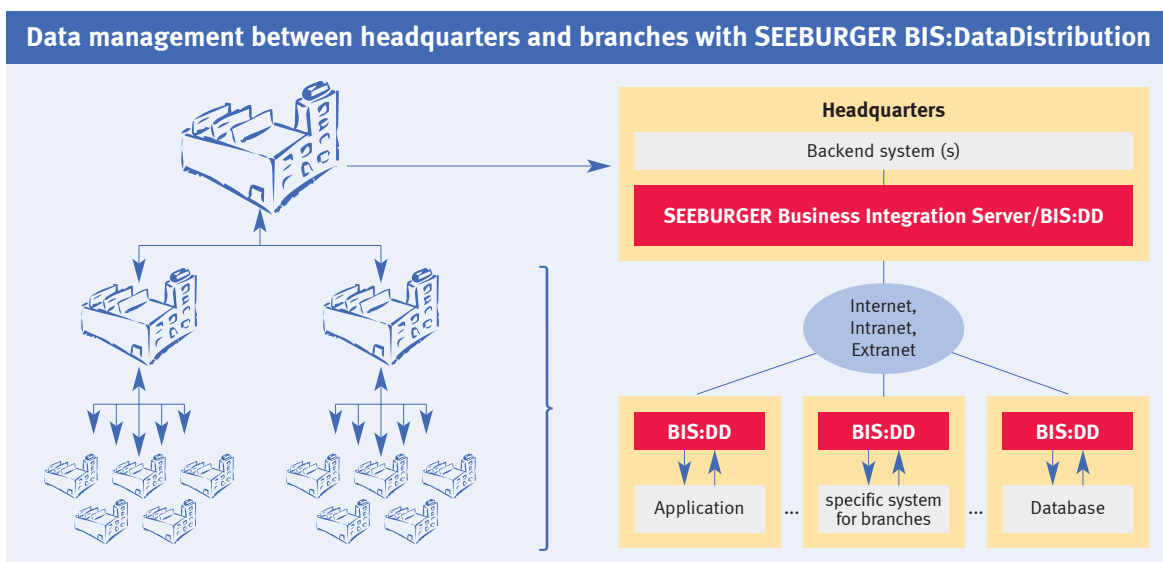 Data management between headquarters and branches with SEEBURGER BIS:DataDistribution
Headquarters
Backend system (s)
SEEBURGER Business Integration Server/BIS:DD
Internet,
Intranet,
Extranet
BIS:DD
BIS:DD
BIS:DD
Application
...
specific system
for branches
...
Database